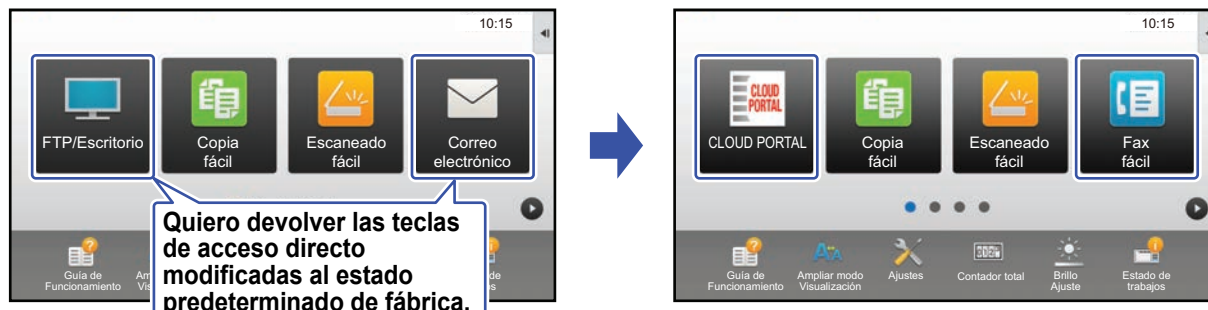 10:15
FTP/Escritorio
Copia
fácil
Escaneado
fácil
Correo
electrónico
Quiero devolver las teclas
de acceso directo
modificadas al estado
predeterminado de fábrica.
Guía de
Funcionamiento
10:15
CLOUD
PORTAL
CLOUD PORTAL
Copia
fácil
Escaneado
fácil
Fax
fácil
Guía de
Funcionamiento
Ampliar modo
Visualización
Ajustes
Contador total
Brillo
Ajuste
Estado de
trabajos